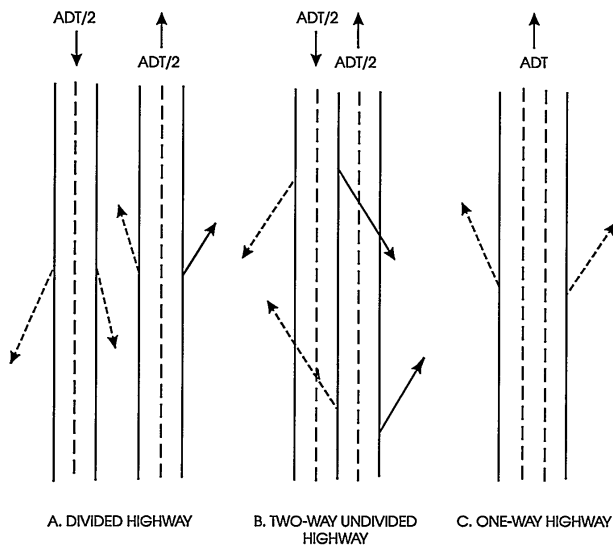 ADT/2
ADT/2
ADT/2
ADT/2
ADT
A. DIVIDED HIGHWAY
B. TWO-WAY UNDIVIDED
HIGHWAY
C. ONE-WAY HIGHWAY